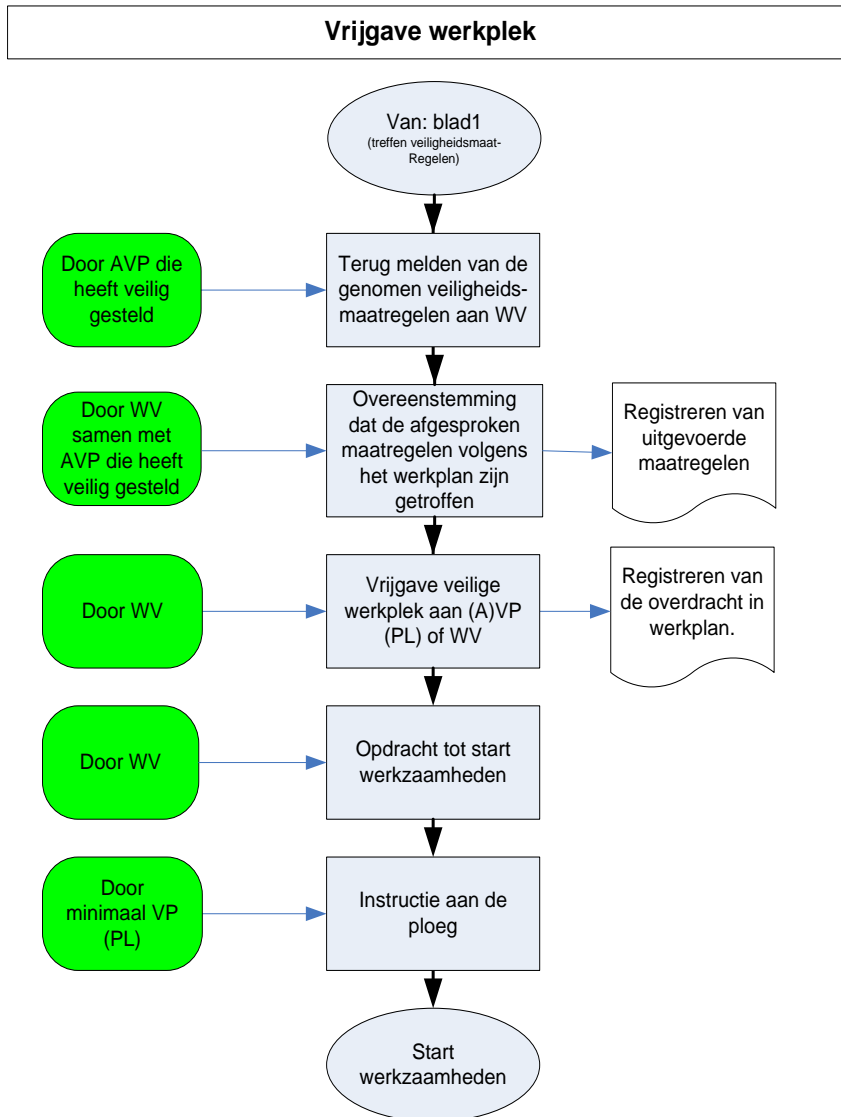 Vrijgave werkplek
Van: blad1
(treffen veiligheidsmaat-
Regelen)
Door AVP die
heeft veilig
gesteld
Terug melden van de
genomen veiligheids-
maatregelen aan WV
Door WV
samen met
AVP die heeft
veilig gesteld
Overeenstemming
dat de afgesproken
maatregelen volgens
het werkplan zijn
getroffen
Registreren van
uitgevoerde
maatregelen
Door WV
Vrijgave veilige
werkplek aan (A)VP
(PL) of WV
Registreren van
de overdracht in
werkplan.
Door WV
Opdracht tot start
werkzaamheden
Door
minimaal VP
(PL)
Instructie aan de
ploeg
Start
werkzaamheden